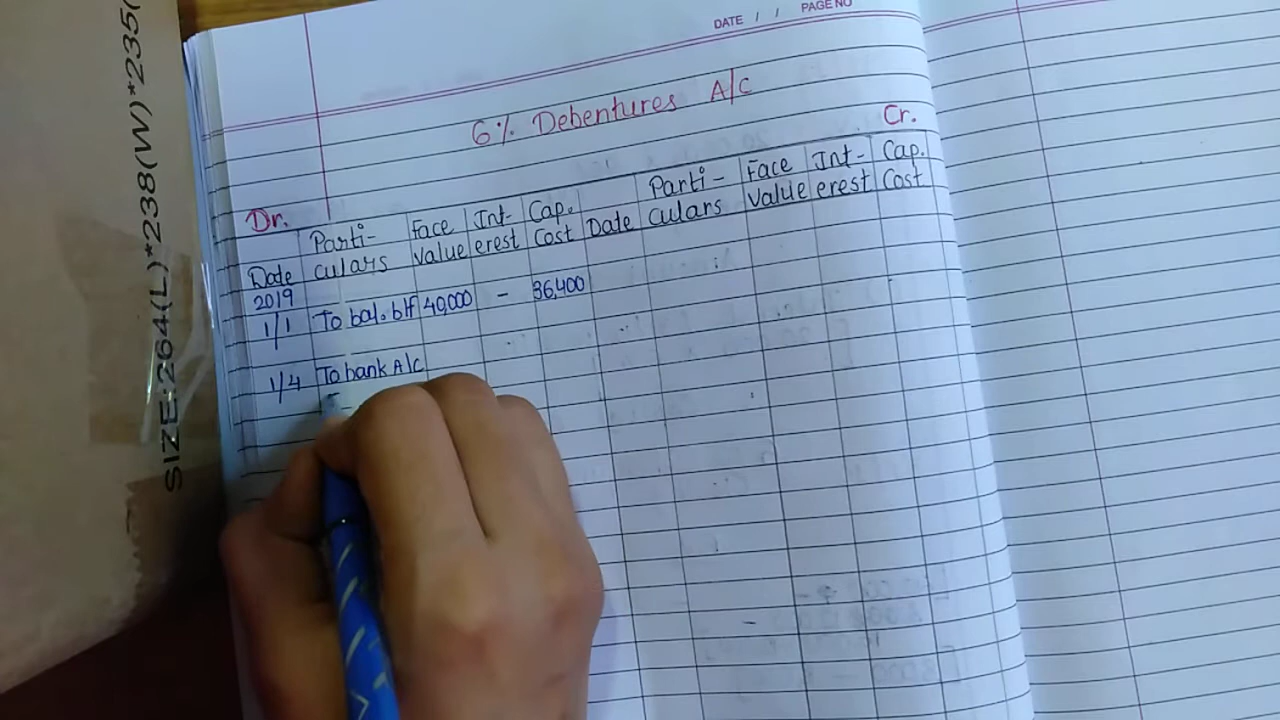 SIZE:264(L)*238(W)*235(
DATE / / PAGE NO
6% Debentures A/c
Dr. Cr.
Date Parti-culars Face value Int-erest Cap. Cost Date Parti-culars Face value Int-erest Cap. Cost
2019
1/1 To bal. b/f 40,000 - 36,400
1/4 To bank A/C